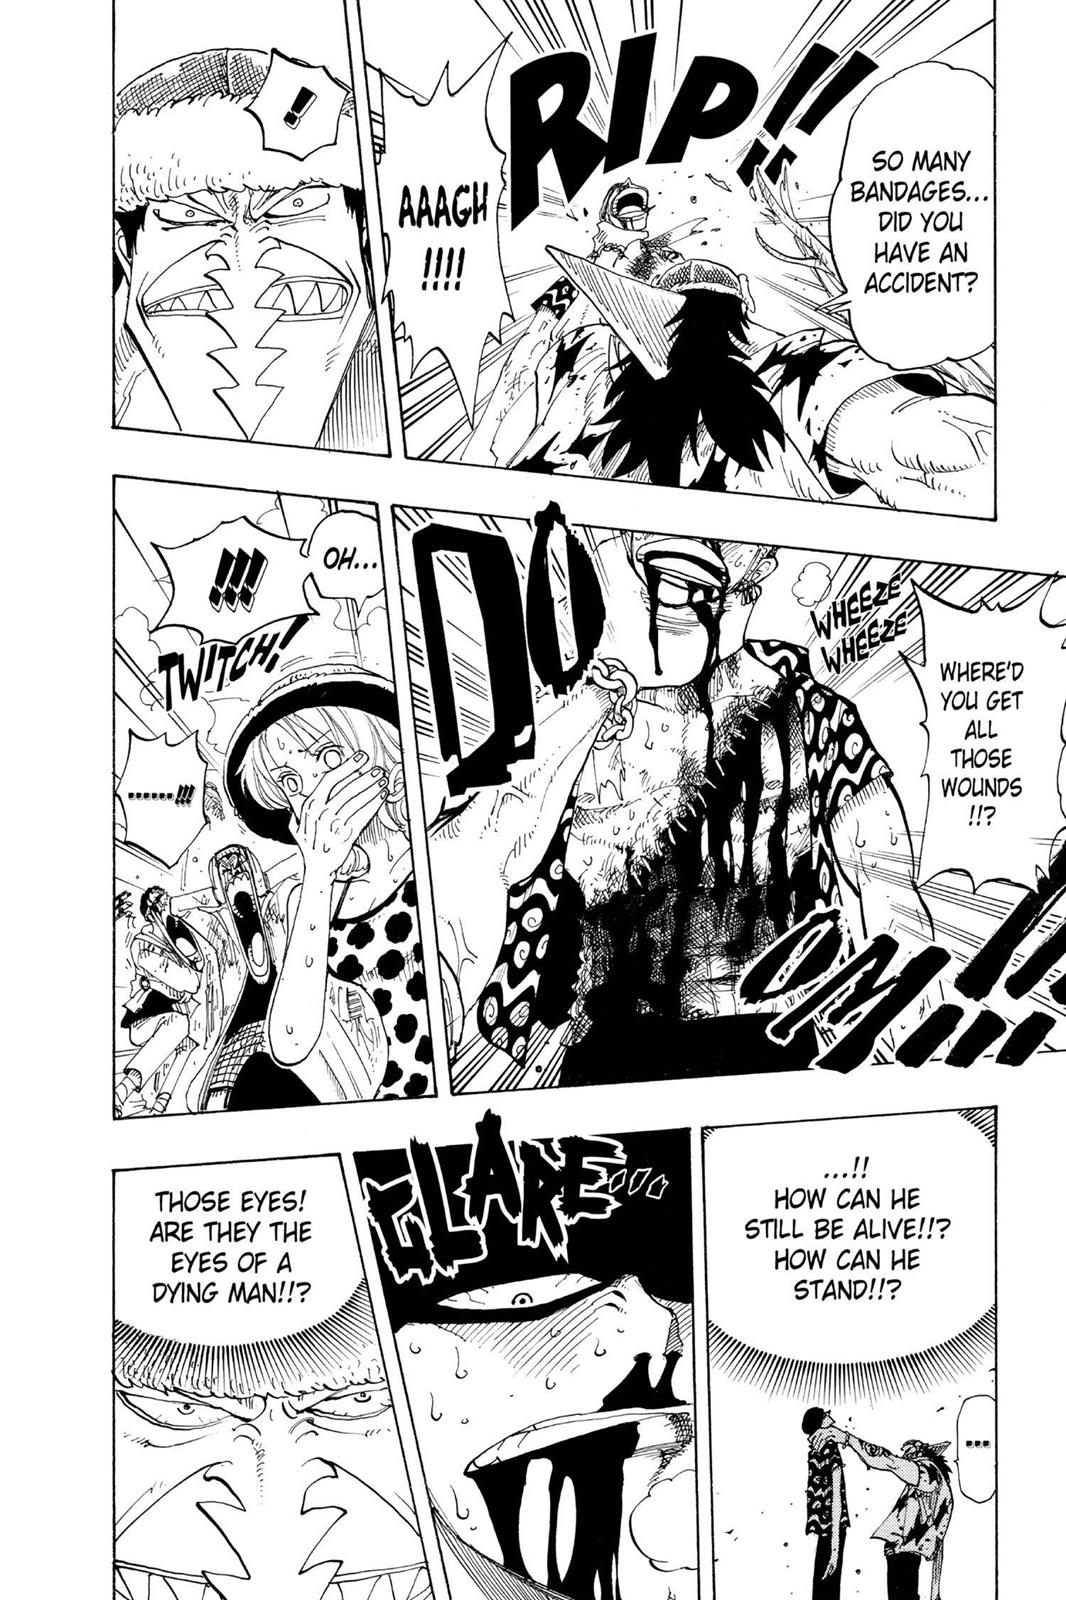 SO MANY
BANDAGES...
DID YOU
HAVE AN
ACCIDENT?
RIP!!
AAAGH
!!!!
!
WHERE'D
YOU GET
ALL
THOSE
WOUNDS
!!?
WHEEZE
WHEEZE
DOOM!!!
OH...
!!!
TWITCH!
.......!!!
...!!
HOW CAN HE
STILL BE ALIVE!!?
HOW CAN HE
STAND!!?
...
GLARE...
THOSE EYES!
ARE THEY THE
EYES OF A
DYING MAN!!?